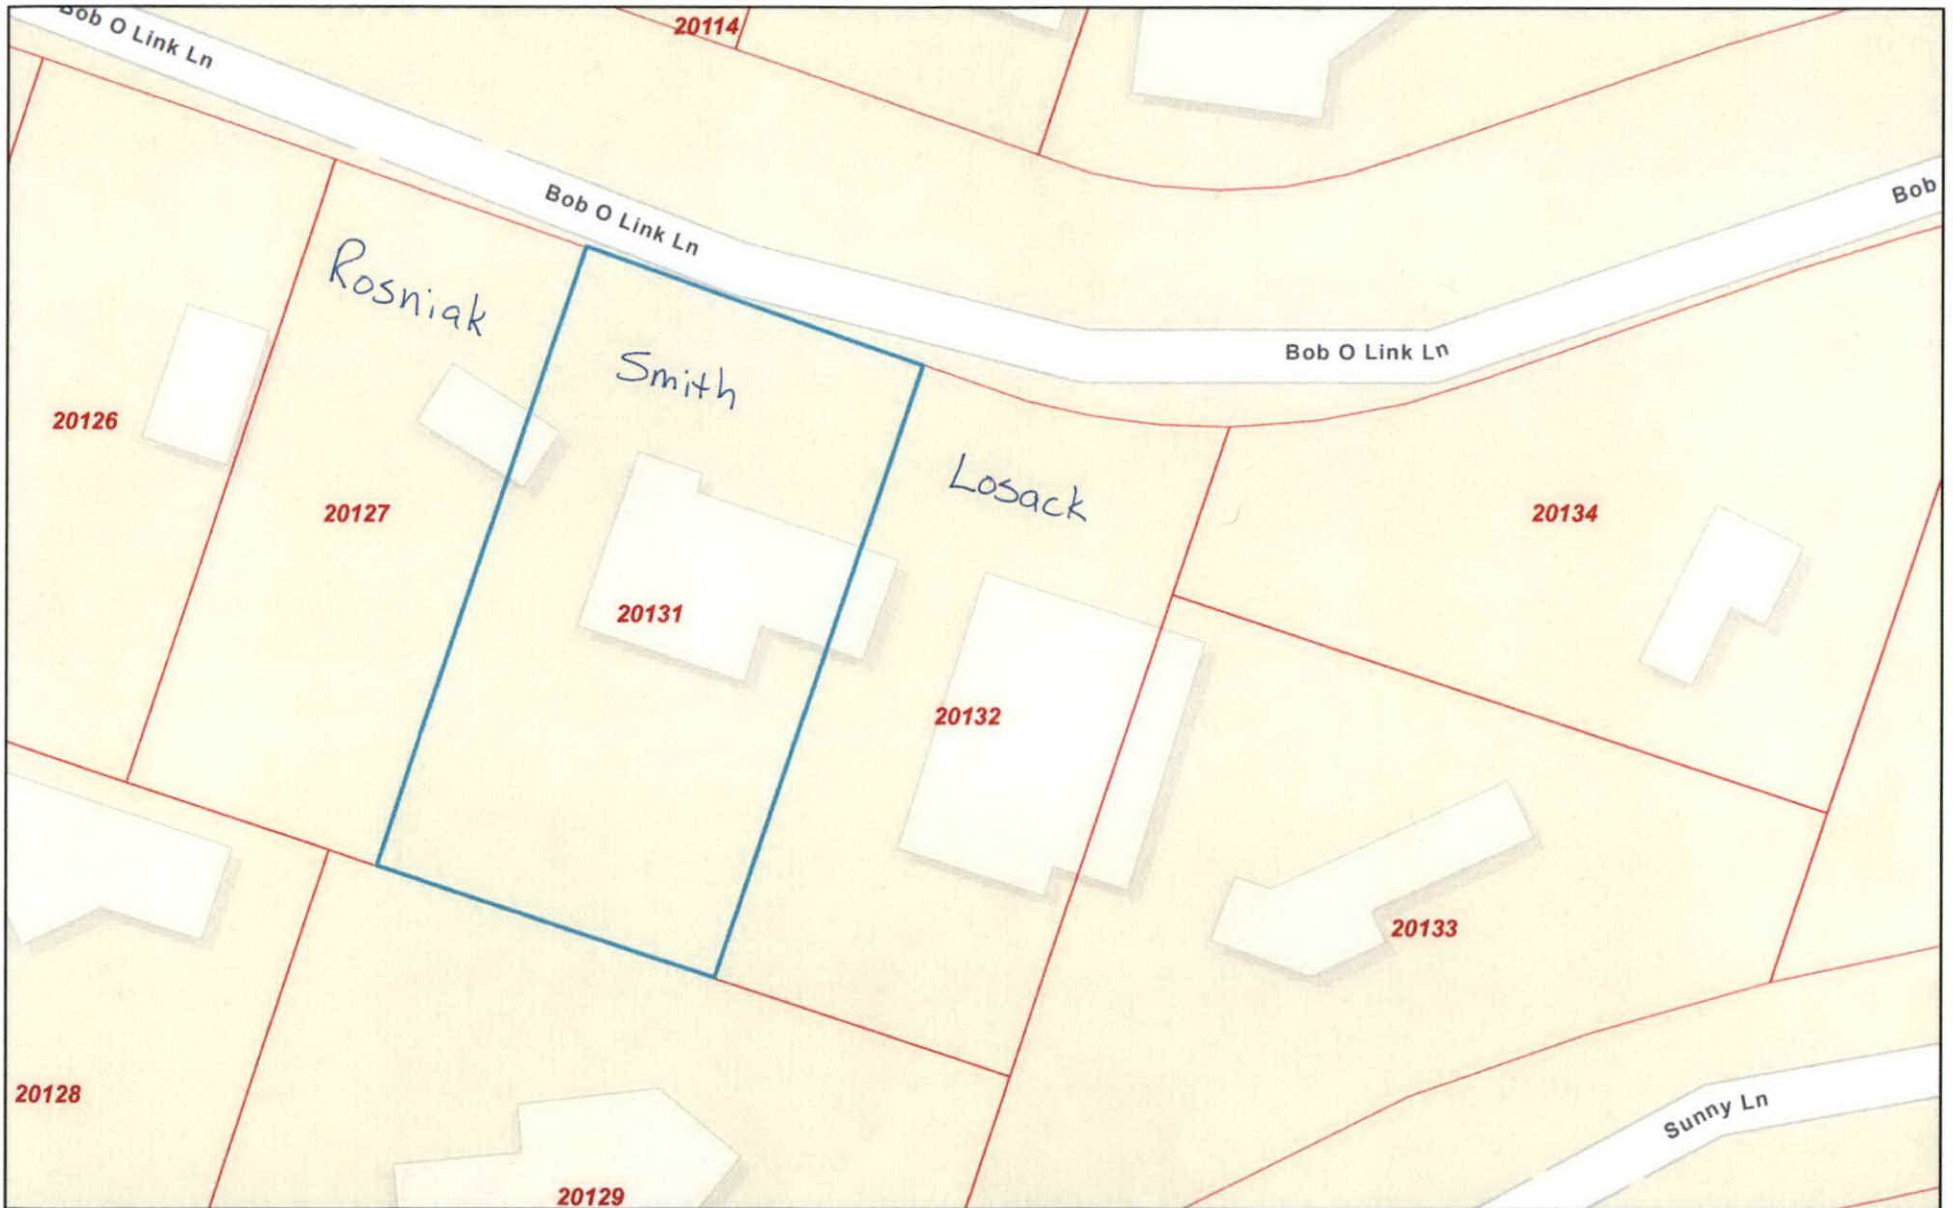 Bob O Link Ln
20114
Bob O Link Ln
Bob
Rosniak
Smith
Bob O Link Ln
20126
Losack
20127
20134
20131
20132
20133
20128
Sunny Ln
20129